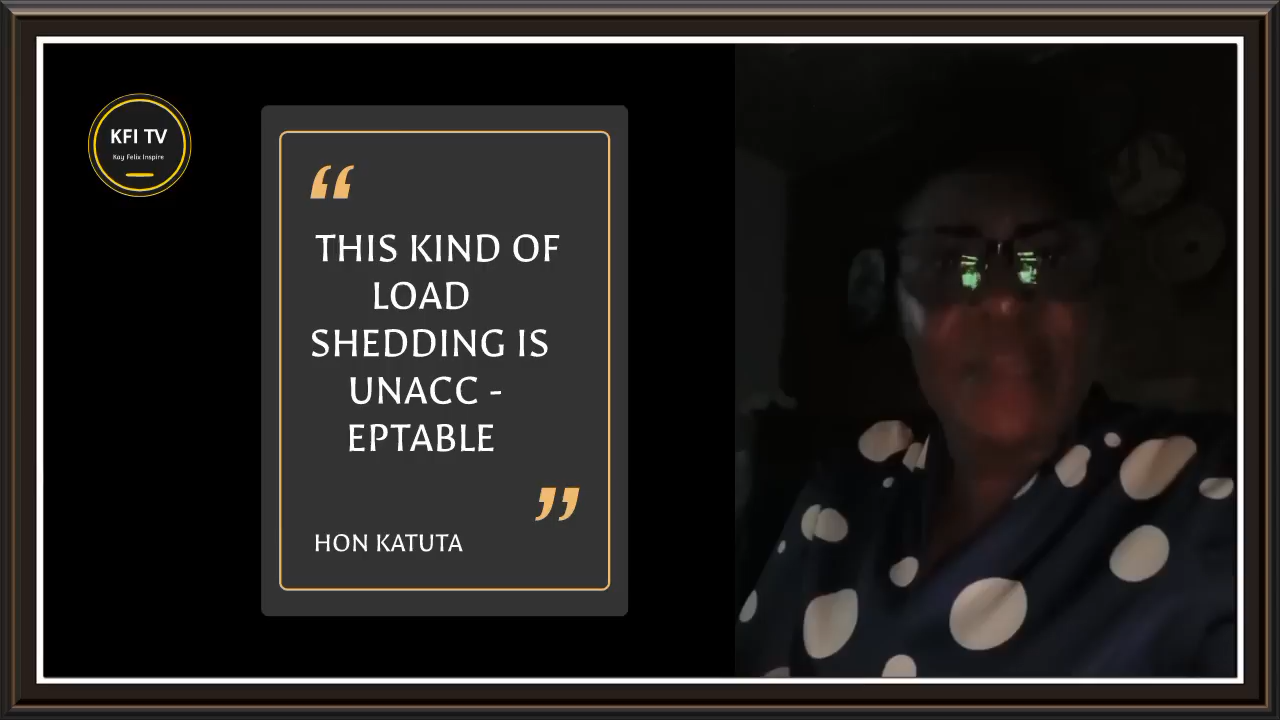 KFI TV
Kay Felix Inspire
“
THIS KIND OF
LOAD
SHEDDING IS
UNACC -
EPTABLE
”
HON KATUTA